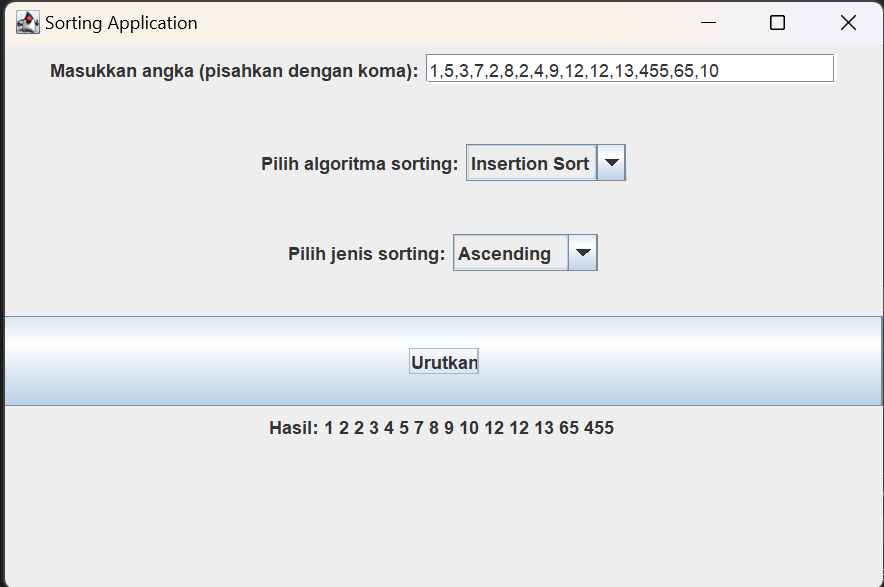 Sorting Application
Masukkan angka (pisahkan dengan koma): 1,5,3,7,2,8,2,4,9,12,12,13,455,65,10
Pilih algoritma sorting: Insertion Sort
Pilih jenis sorting: Ascending
Urutkan
Hasil: 1 2 2 3 4 5 7 8 9 10 12 12 13 65 455